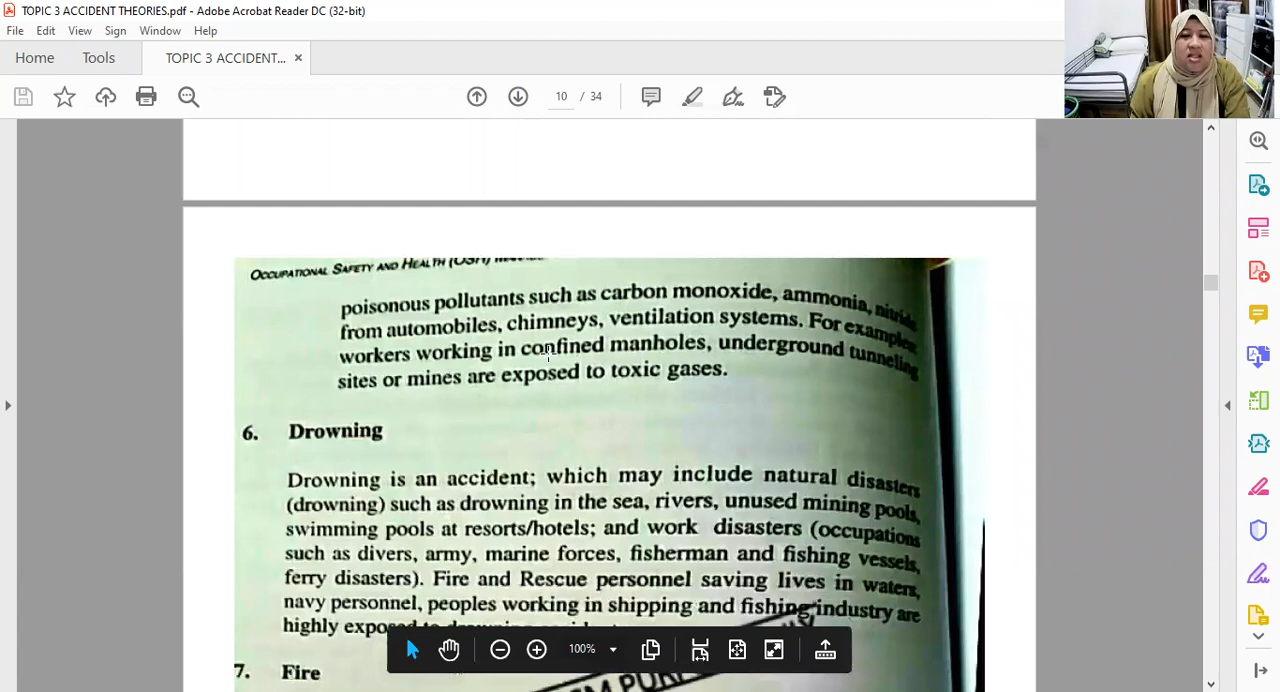 TOPIC 3 ACCIDENT THEORIES.pdf - Adobe Acrobat Reader DC (32-bit)
File Edit View Sign Window Help
Home Tools TOPIC 3 ACCIDENT... ×
10 / 34
OCCUPATIONAL SAFETY AND HEALTH (OSH)
poisonous pollutants such as carbon monoxide, ammonia,
from automobiles, chimneys, ventilation systems. For example
workers working in confined manholes, underground tunneling
sites or mines are exposed to toxic gases.
6. Drowning
Drowning is an accident; which may include natural disasters
(drowning) such as drowning in the sea, rivers, unused mining pools,
swimming pools at resorts/hotels; and work disasters (occupations
such as divers, army, marine forces, fisherman and fishing vessels,
ferry disasters). Fire and Rescue personnel saving lives in waters,
navy personnel, peoples working in shipping and fishing industry are
highly
100%
7. Fire